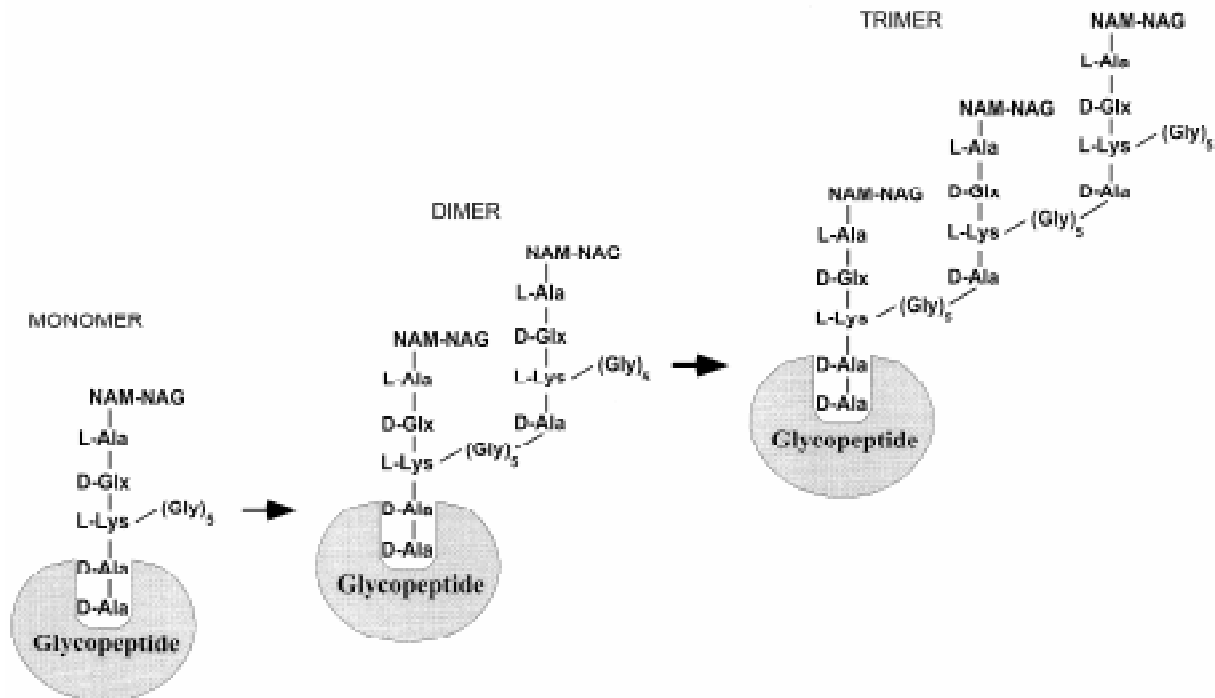 MONOMER
NAM-NAG
L-Ala
D-Glx
L-Lys
(Gly)5
D-Ala
D-Ala
Glycopeptide
DIMER
NAM-NAG
L-Ala
D-Glx
L-Lys
(Gly)5
D-Ala
D-Ala
Glycopeptide
NAM-NAG
L-Ala
D-Glx
L-Lys
(Gly)5
D-Ala
TRIMER
NAM-NAG
L-Ala
D-Glx
L-Lys
(Gly)5
D-Ala
D-Ala
Glycopeptide
NAM-NAG
L-Ala
D-Glx
L-Lys
(Gly)5
D-Ala
NAM-NAG
L-Ala
D-Glx
L-Lys
(Gly)5
D-Ala